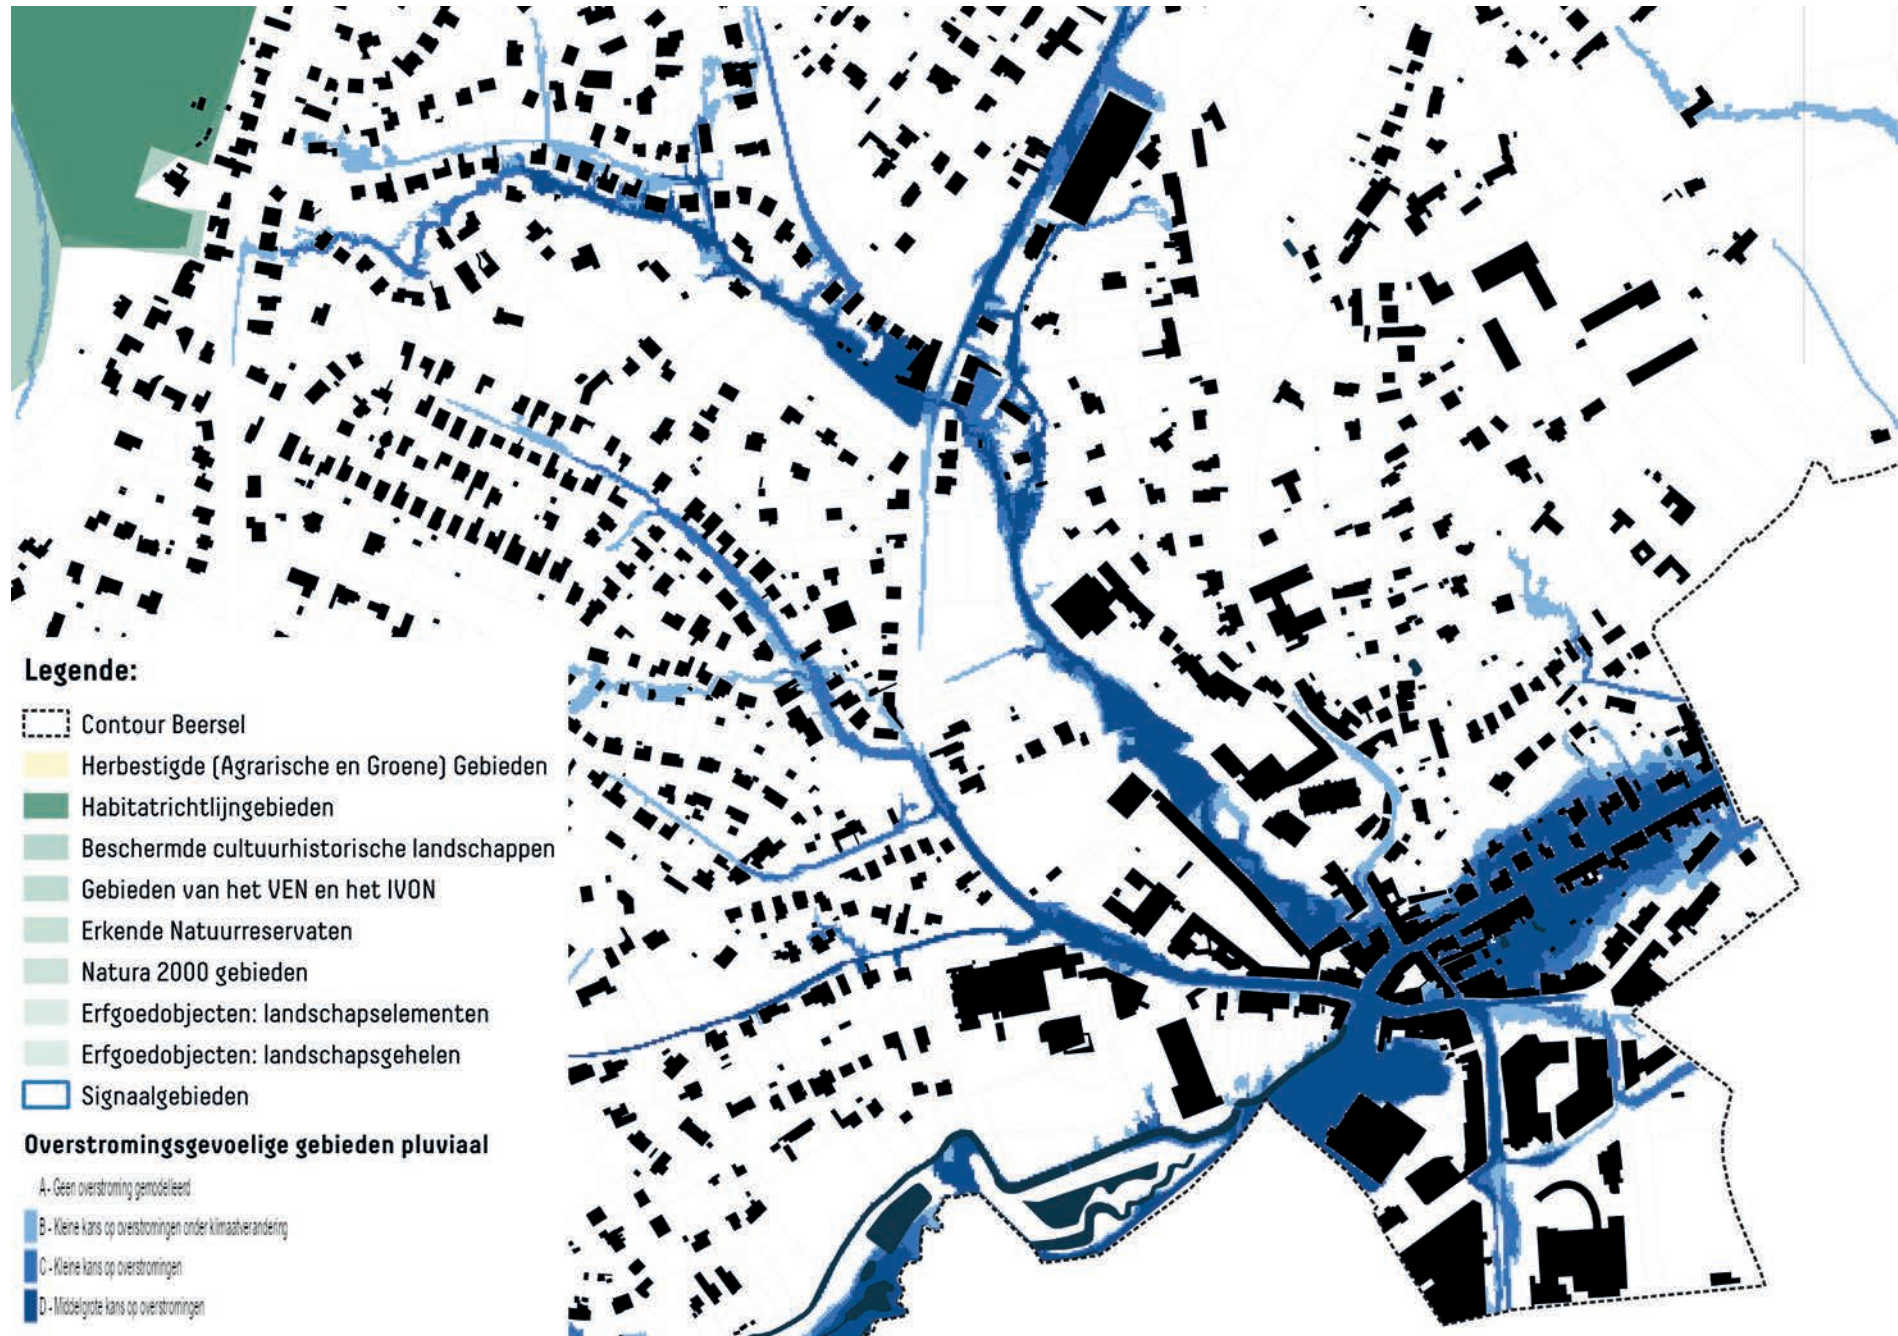 Legende:
Contour Beersel
Herbestigde (Agrarische en Groene) Gebieden
Habitatrichtlijngebieden
Beschermde cultuurhistorische landschappen
Gebieden van het VEN en het IVON
Erkende Natuurreservaten
Natura 2000 gebieden
Erfgoedobjecten: landschapselementen
Erfgoedobjecten: landschapsgehelen
Signaalgebieden
Overstromingsgevoelige gebieden pluviaal
A - Geen overstroming gemodelleerd
B - Kleine kans op overstromingen onder klimaatverandering
C - Kleine kans op overstromingen
D - Middelgrote kans op overstromingen